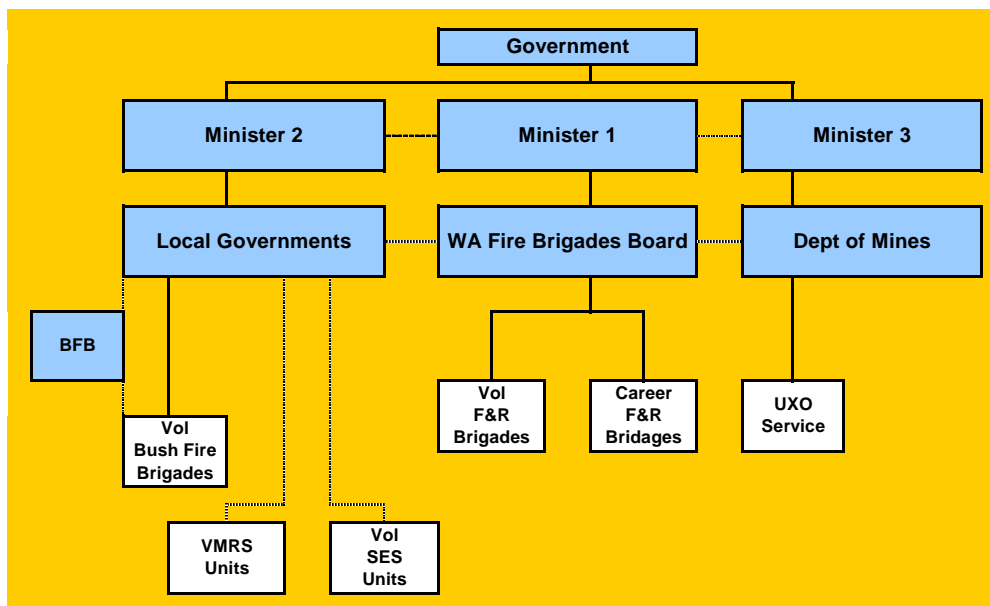 Government
Minister 2
Minister 1
Minister 3
Local Governments
WA Fire Brigades Board
Dept of Mines
BFB
Vol
Bush Fire
Brigades
Vol
F&R
Brigades
Career
F&R
Bridages
UXO
Service
VMRS
Units
Vol
SES
Units